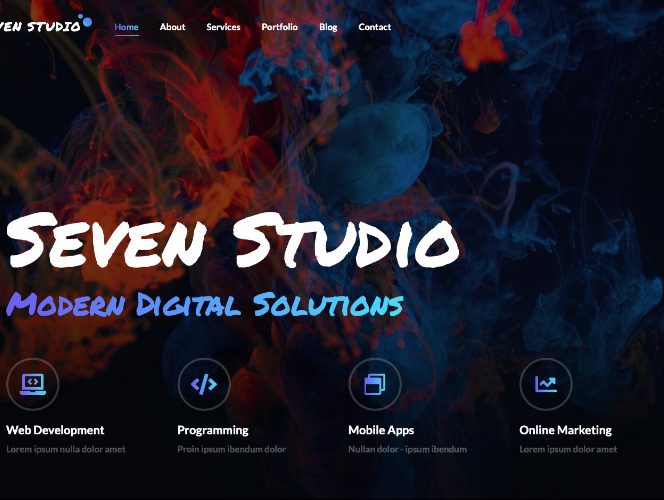 VEN STUDIO
Home About Services Portfolio Blog Contact
SEVEN STUDIO
MODERN DIGITAL SOLUTIONS
Web Development Programming Mobile Apps Online Marketing
Lorem ipsum nulla dolor amet Proin ipsum ibendum dolor Nullan dolor - ipsum ibendum Lorem ipsum dolor amet